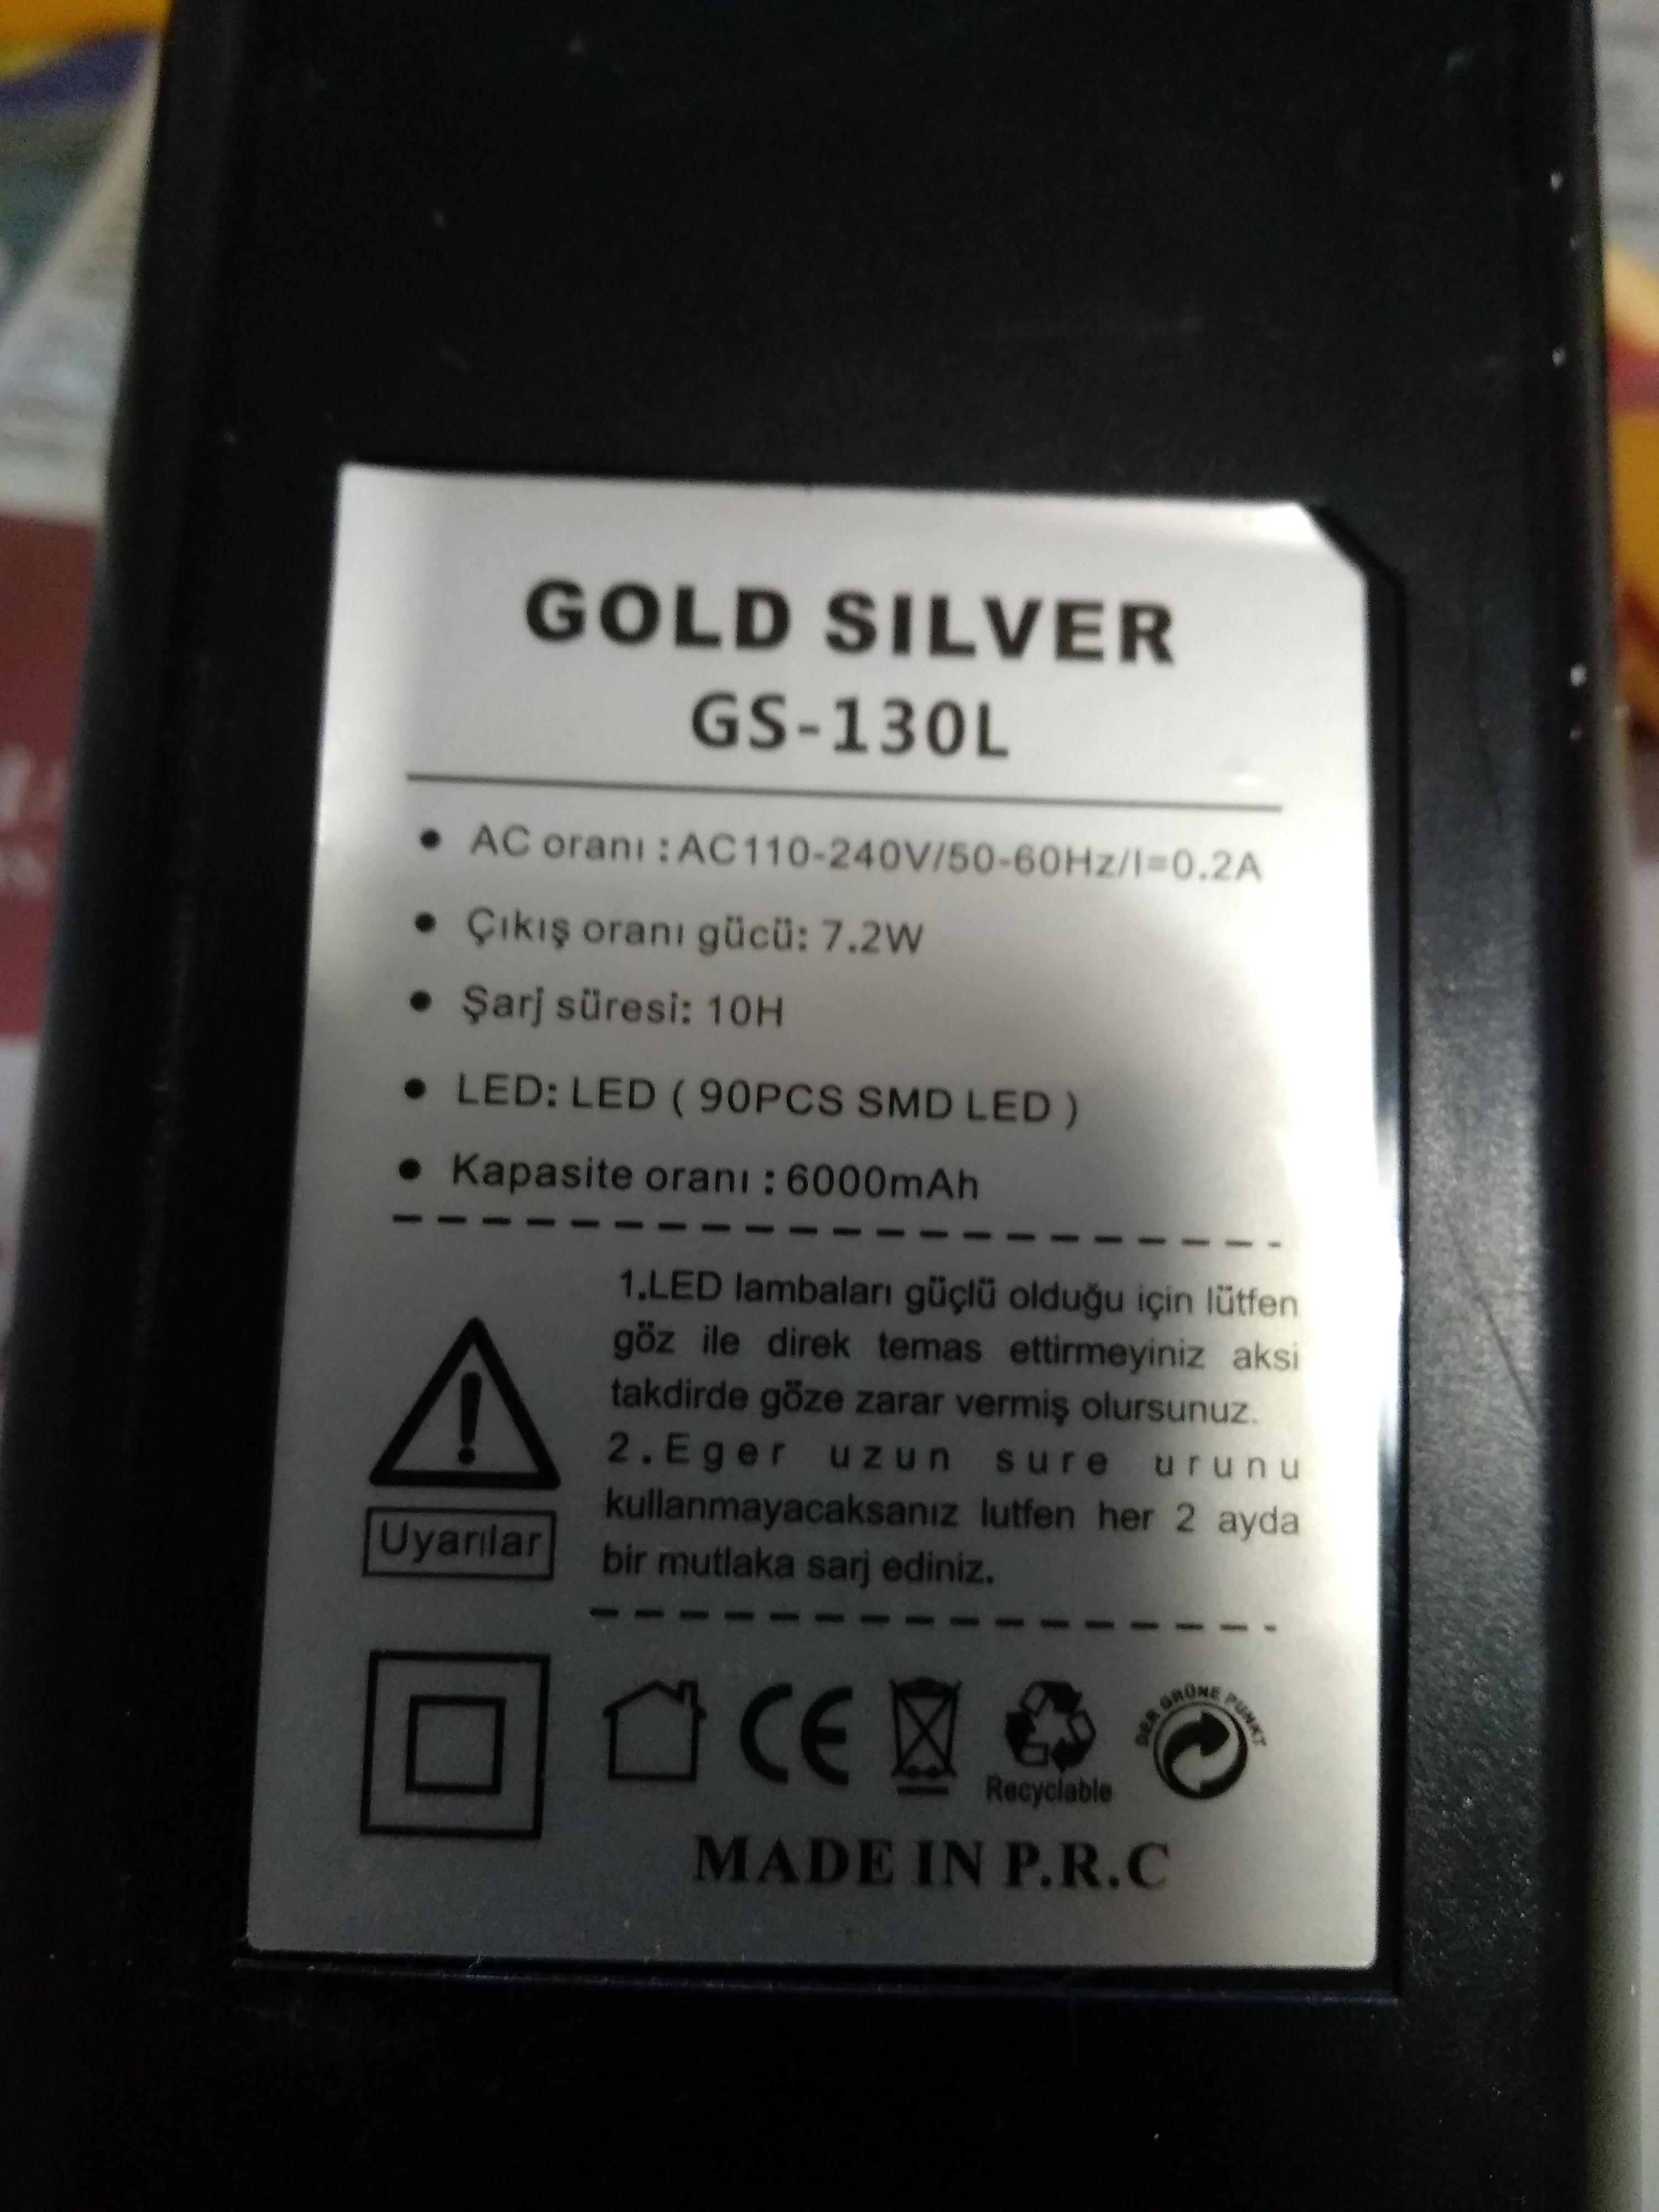 GOLD SILVER
GS-130L
• AC oranı : AC110-240V/50-60Hz/I=0.2A
• Çıkış oranı gücü: 7.2W
• Şarj süresi: 10H
• LED: LED ( 90PCS SMD LED )
• Kapasite oranı : 6000mAh
1.LED lambaları güçlü olduğu için lütfen
göz ile direk temas ettirmeyiniz aksi
takdirde göze zarar vermiş olursunuz.
2.Eger uzun sure urunu
kullanmayacaksanız lutfen her 2 ayda
bir mutlaka sarj ediniz.
Uyarılar
CE
Recyclable
DER GRÜNE PUNKT
MADE IN P.R.C